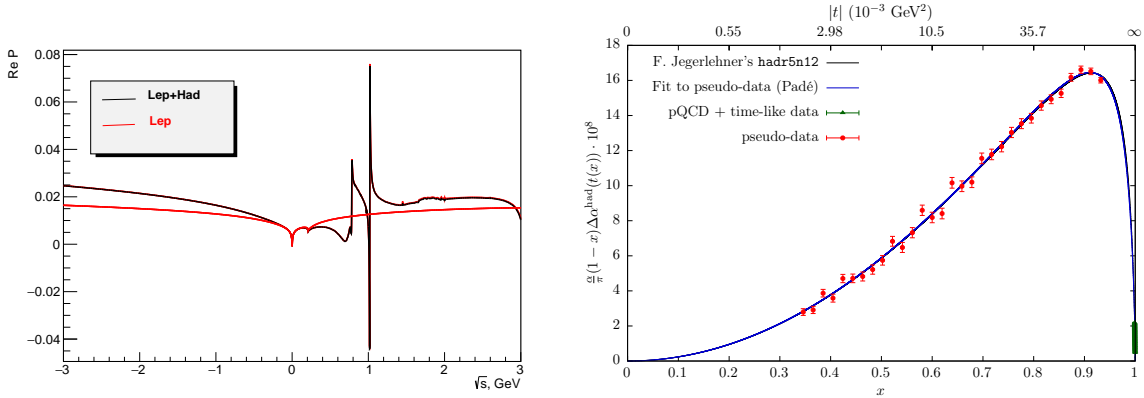 Re P
0.08
0.06
0.04
0.02
0
−0.02
−0.04
Lep+Had
Lep
−3 −2 −1 0 1 2 3
√s, GeV
|t| (10⁻³ GeV²)
0 0.55 2.98 10.5 35.7 ∞
18
16
14
12
10
8
6
4
2
0
α/π (1 − x)Δα^had(t(x)) · 10⁸
F. Jegerlehner's hadr5n12
Fit to pseudo-data (Padé)
pQCD + time-like data
pseudo-data
0 0.1 0.2 0.3 0.4 0.5 0.6 0.7 0.8 0.9 1
x